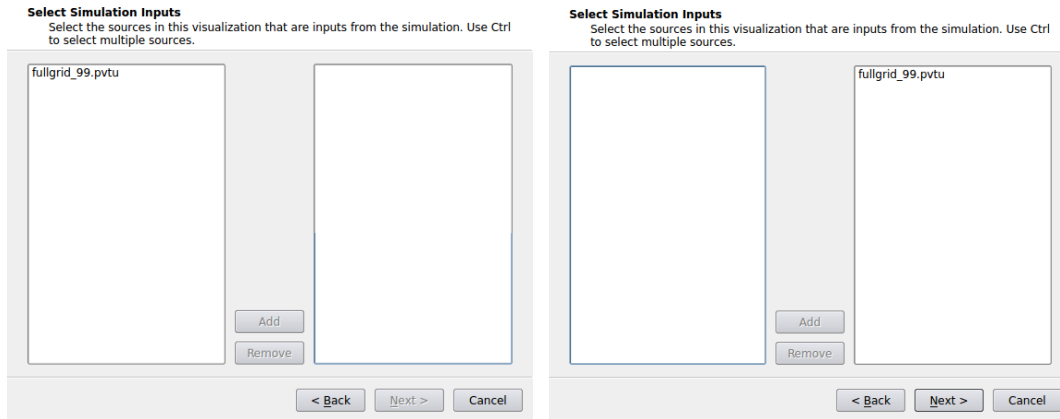 Select Simulation Inputs
Select the sources in this visualization that are inputs from the simulation. Use Ctrl
to select multiple sources.
fullgrid_99.pvtu
Add
Remove
< Back
Next >
Cancel
Select Simulation Inputs
Select the sources in this visualization that are inputs from the simulation. Use Ctrl
to select multiple sources.
fullgrid_99.pvtu
Add
Remove
< Back
Next >
Cancel